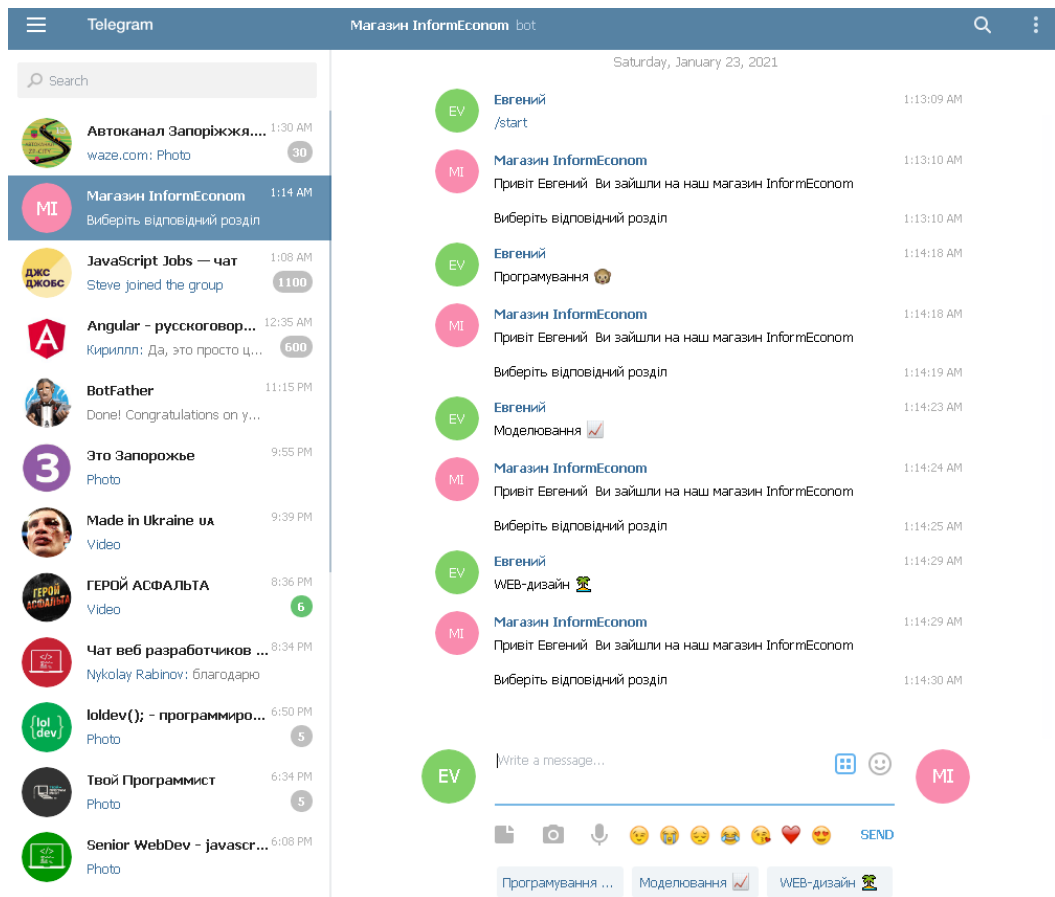 Telegram
Магазин InformEconom bot
Search
Автоканал Запоріжжя.... 1:30 AM
waze.com: Photo 30
MI
Магазин InformEconom 1:14 AM
Виберіть відповідний розділ
ДЖС
ДЖОБС
JavaScript Jobs — чат 1:08 AM
Steve joined the group 1100
Angular - русскоговор... 12:35 AM
Кириллл: Да, это просто ц... 600
BotFather 11:15 PM
Done! Congratulations on y...
З
Это Запорожье 9:55 PM
Photo
Made in Ukraine UA 9:39 PM
Video
ГЕРОЙ
АСФАЛЬТА
ГЕРОЙ АСФАЛЬТА 8:36 PM
Video 6
Чат веб разработчиков ... 8:34 PM
Nykolay Rabinov: благодарю
{lol
dev}
loldev(); - программиро... 6:50 PM
Photo 5
Твой Программист 6:34 PM
Photo 5
Senior WebDev - javascr... 6:08 PM
Photo
Saturday, January 23, 2021
EV
Евгений 1:13:09 AM
/start
MI
Магазин InformEconom 1:13:10 AM
Привіт Евгений Ви зайшли на наш магазин InformEconom
Виберіть відповідний розділ 1:13:10 AM
EV
Евгений 1:14:18 AM
Програмування 🐵
MI
Магазин InformEconom 1:14:18 AM
Привіт Евгений Ви зайшли на наш магазин InformEconom
Виберіть відповідний розділ 1:14:19 AM
EV
Евгений 1:14:23 AM
Моделювання 📈
MI
Магазин InformEconom 1:14:24 AM
Привіт Евгений Ви зайшли на наш магазин InformEconom
Виберіть відповідний розділ 1:14:25 AM
EV
Евгений 1:14:29 AM
WEB-дизайн 🏝
MI
Магазин InformEconom 1:14:29 AM
Привіт Евгений Ви зайшли на наш магазин InformEconom
Виберіть відповідний розділ 1:14:30 AM
EV
Write a message...
MI
SEND
Програмування ... Моделювання 📈 WEB-дизайн 🏝